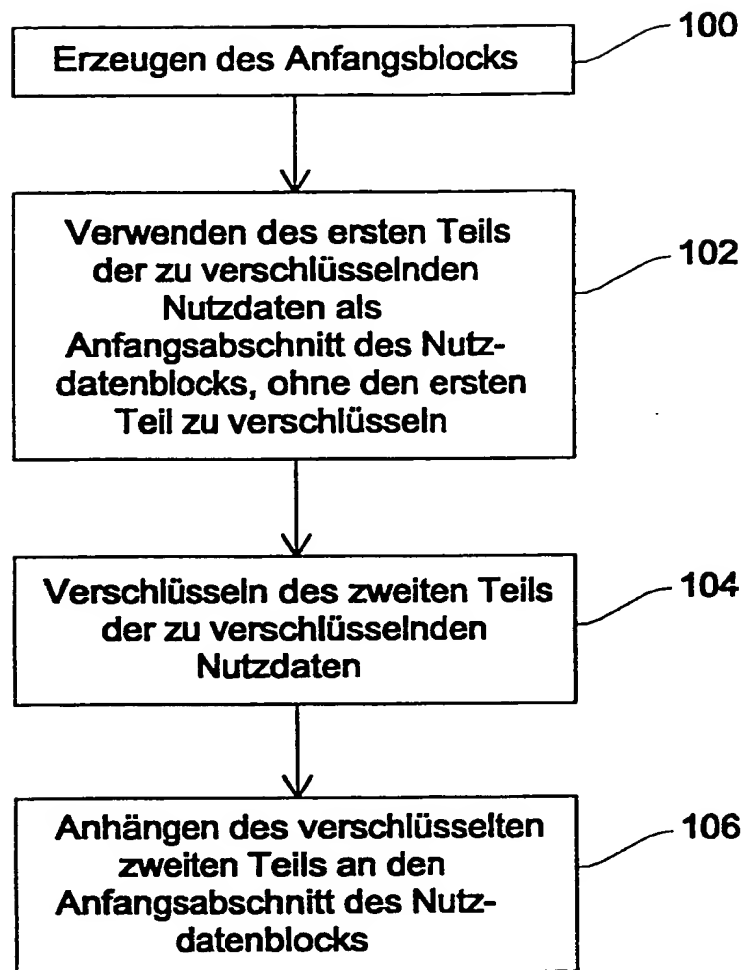 100
Erzeugen des Anfangsblocks
Verwenden des ersten Teils
der zu verschlüsselnden
Nutzdaten als
Anfangsabschnitt des Nutz-
datenblocks, ohne den ersten
Teil zu verschlüsseln
102
Verschlüsseln des zweiten Teils
der zu verschlüsselnden
Nutzdaten
104
Anhängen des verschlüsselten
zweiten Teils an den
Anfangsabschnitt des Nutz-
datenblocks
106